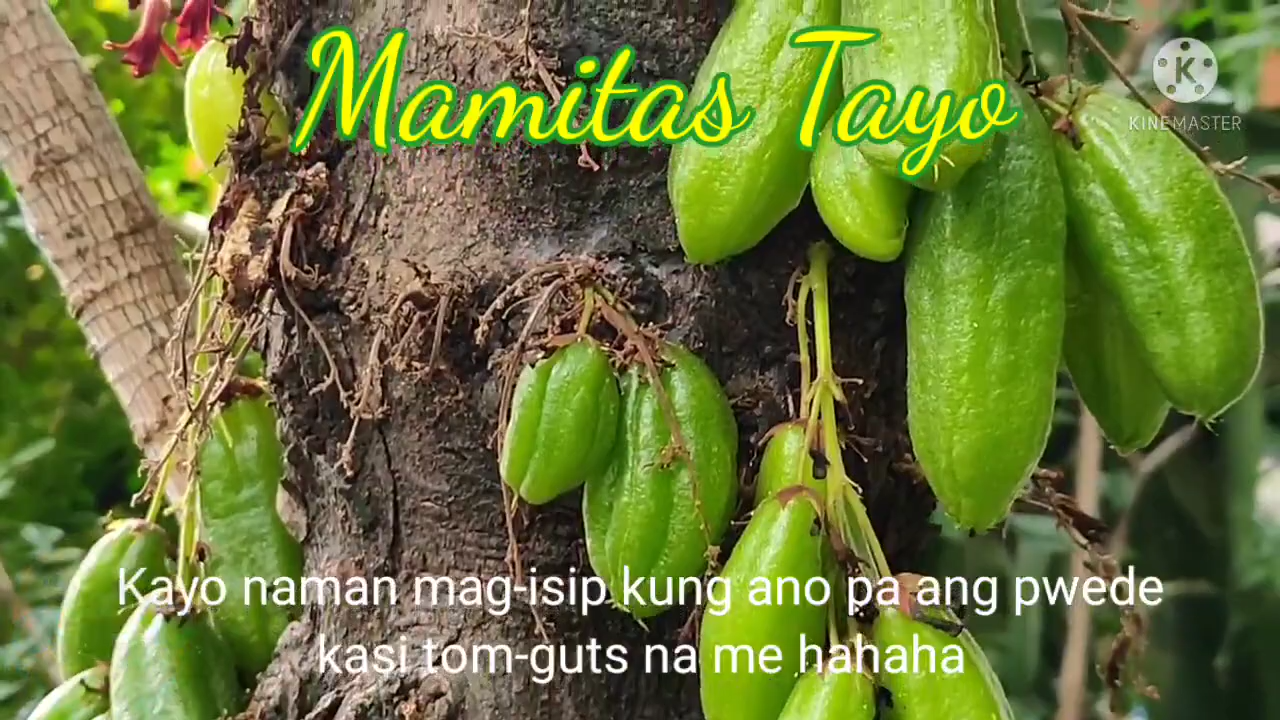 Mamitas Tayo
K
KINEMASTER
Kayo naman mag-isip kung ano pa ang pwede
kasi tom-guts na me hahaha